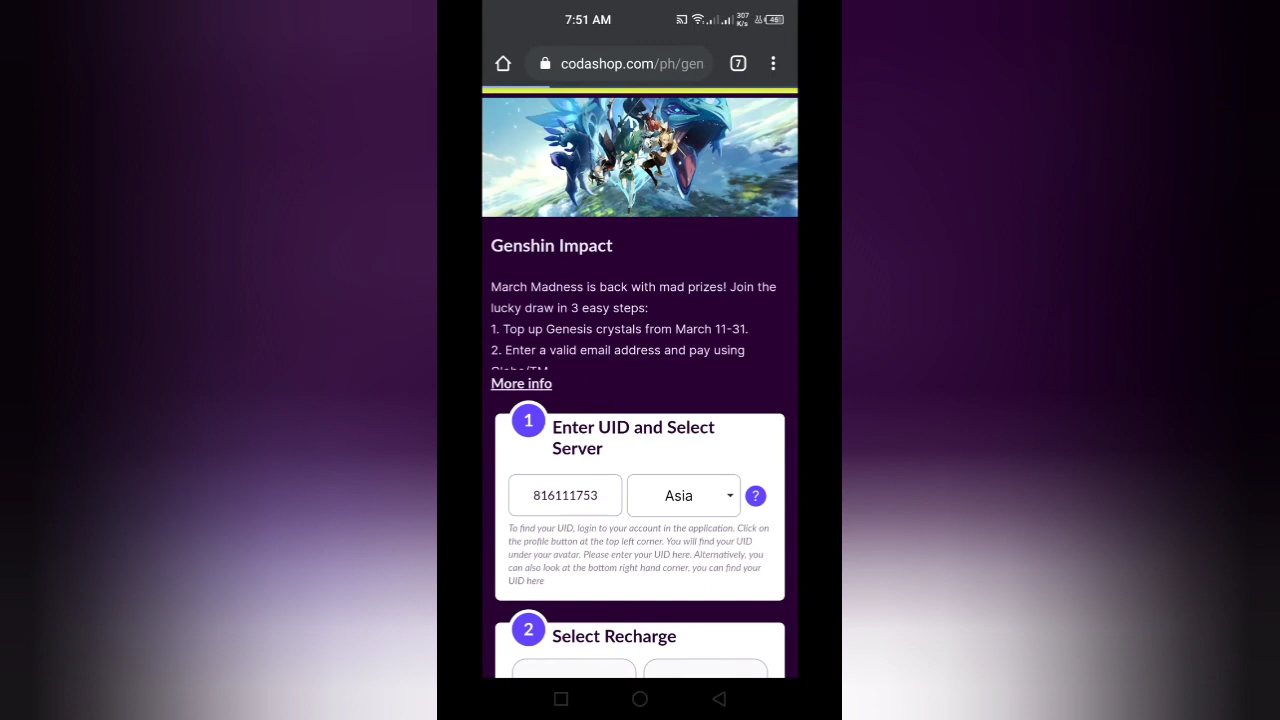 7:51 AM
307
K/s
46
codashop.com/ph/gen
7
Genshin Impact
March Madness is back with mad prizes! Join the
lucky draw in 3 easy steps:
1. Top up Genesis crystals from March 11-31.
2. Enter a valid email address and pay using
Globe/TM
More info
1
Enter UID and Select
Server
816111753
Asia
?
To find your UID, login to your account in the application. Click on
the profile button at the top left corner. You will find your UID
under your avatar. Please enter your UID here. Alternatively, you
can also look at the bottom right hand corner, you can find your
UID here
2
Select Recharge